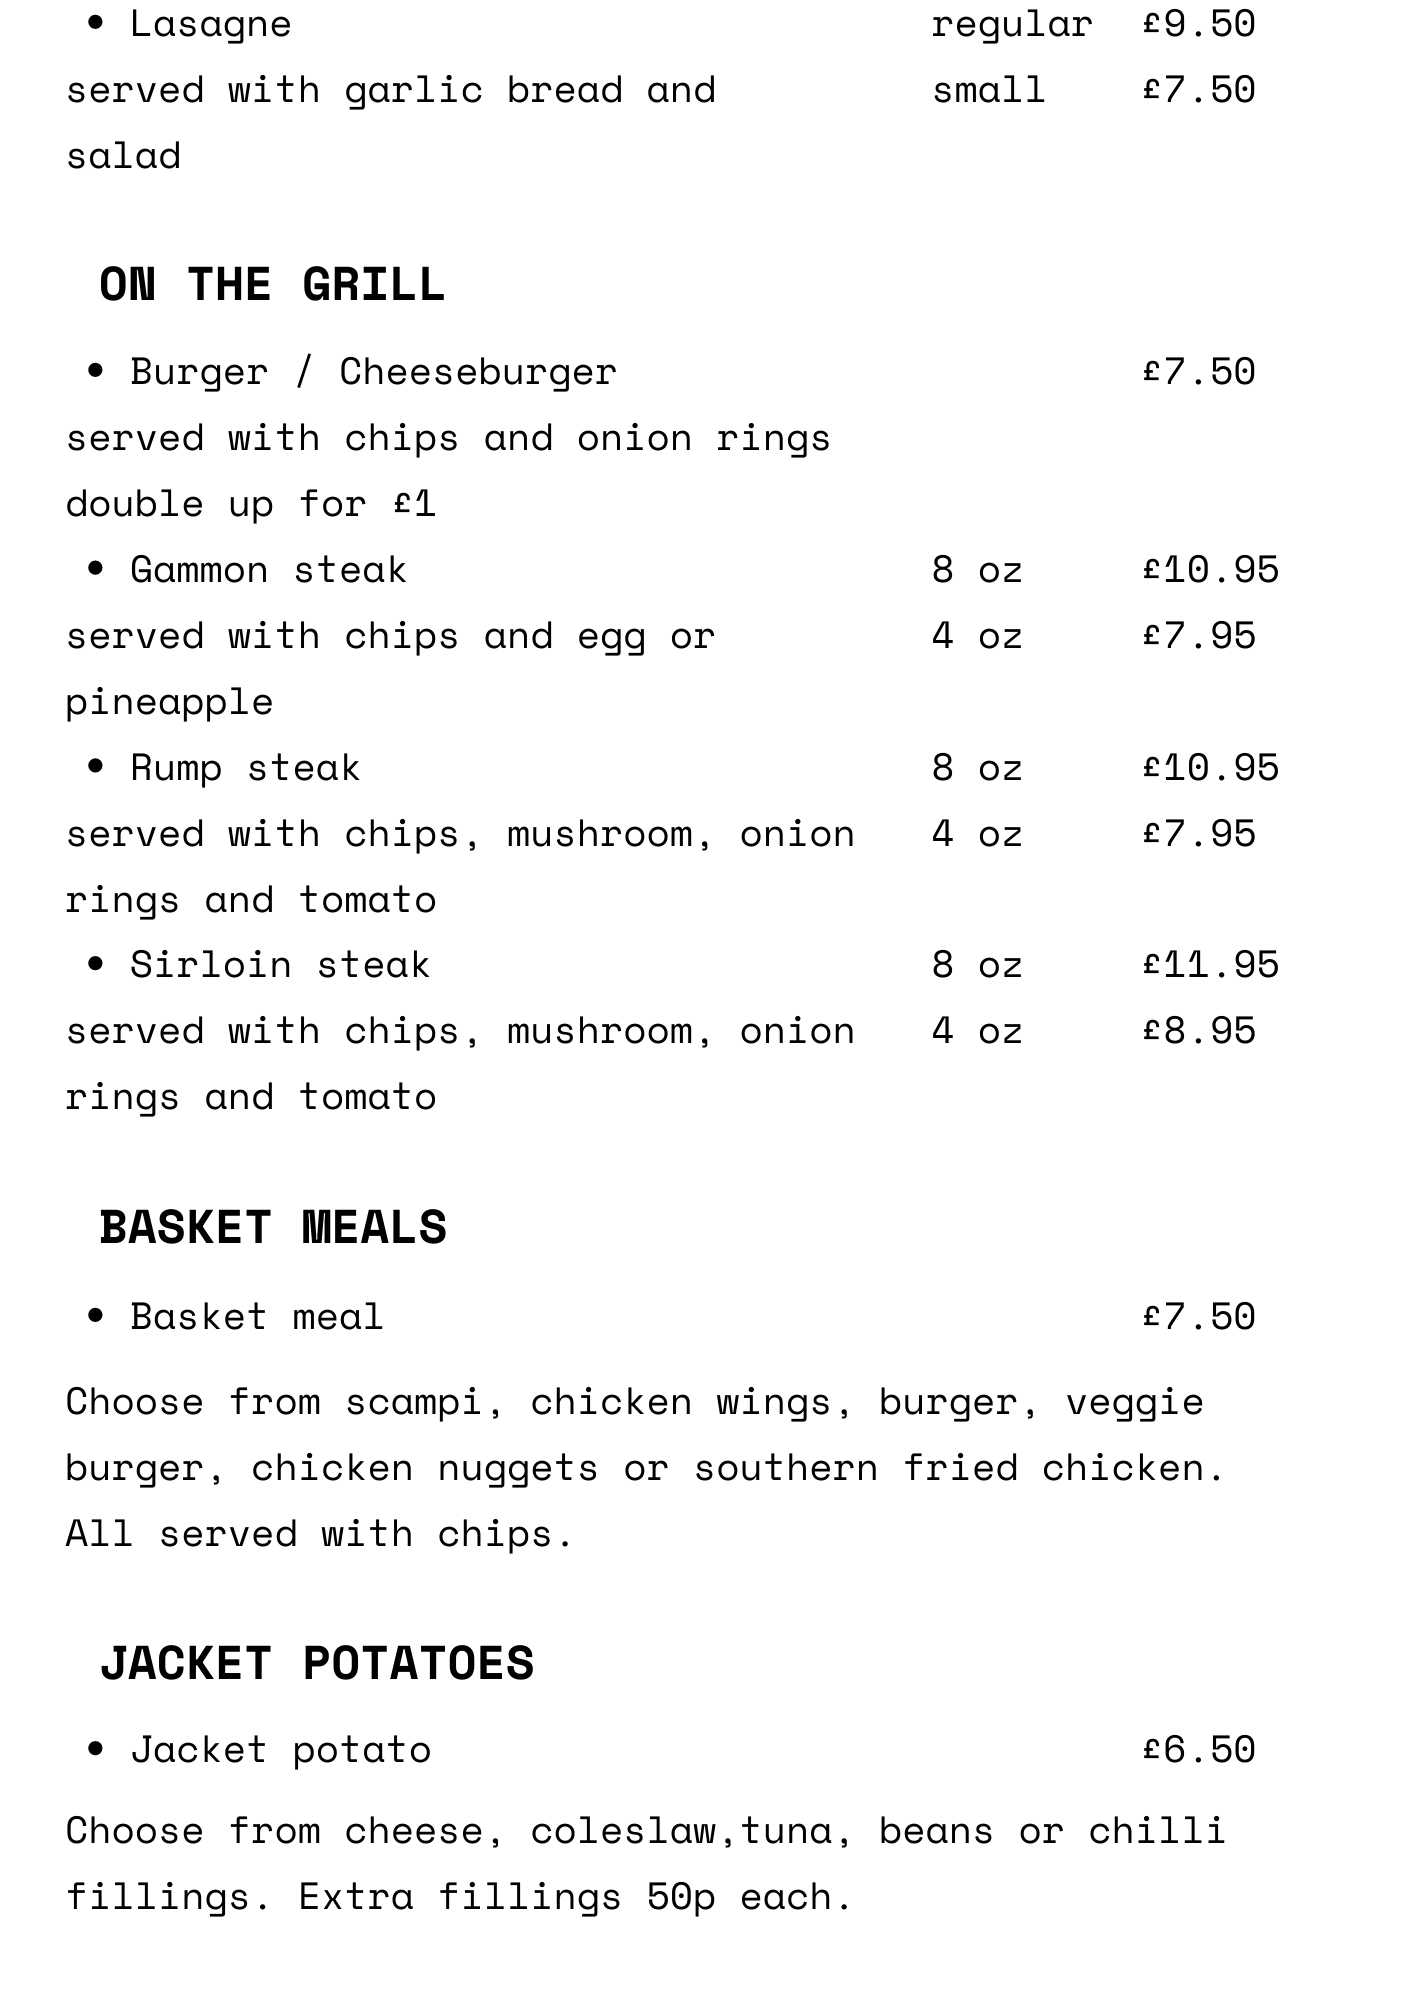 • Lasagne regular £9.50
served with garlic bread and small £7.50
salad
ON THE GRILL
• Burger / Cheeseburger £7.50
served with chips and onion rings
double up for £1
• Gammon steak 8 oz £10.95
served with chips and egg or 4 oz £7.95
pineapple
• Rump steak 8 oz £10.95
served with chips, mushroom, onion 4 oz £7.95
rings and tomato
• Sirloin steak 8 oz £11.95
served with chips, mushroom, onion 4 oz £8.95
rings and tomato
BASKET MEALS
• Basket meal £7.50
Choose from scampi, chicken wings, burger, veggie
burger, chicken nuggets or southern fried chicken.
All served with chips.
JACKET POTATOES
• Jacket potato £6.50
Choose from cheese, coleslaw,tuna, beans or chilli
fillings. Extra fillings 50p each.